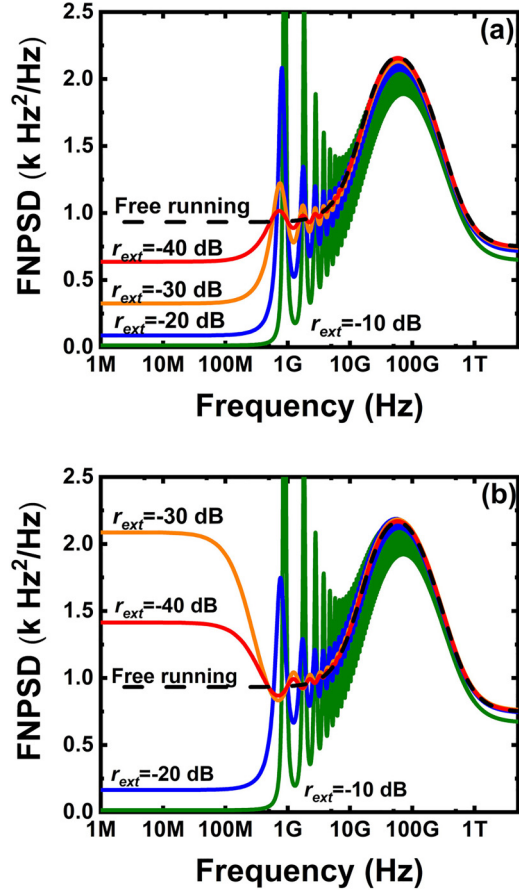 (a)
FNPSD (k Hz²/Hz)
2.5
2.0
1.5
1.0
0.5
0.0
Free running
r_ext=-40 dB
r_ext=-30 dB
r_ext=-20 dB
r_ext=-10 dB
1M 10M 100M 1G 10G 100G 1T
Frequency (Hz)
(b)
FNPSD (k Hz²/Hz)
2.5
2.0
1.5
1.0
0.5
0.0
r_ext=-30 dB
r_ext=-40 dB
Free running
r_ext=-20 dB
r_ext=-10 dB
1M 10M 100M 1G 10G 100G 1T
Frequency (Hz)